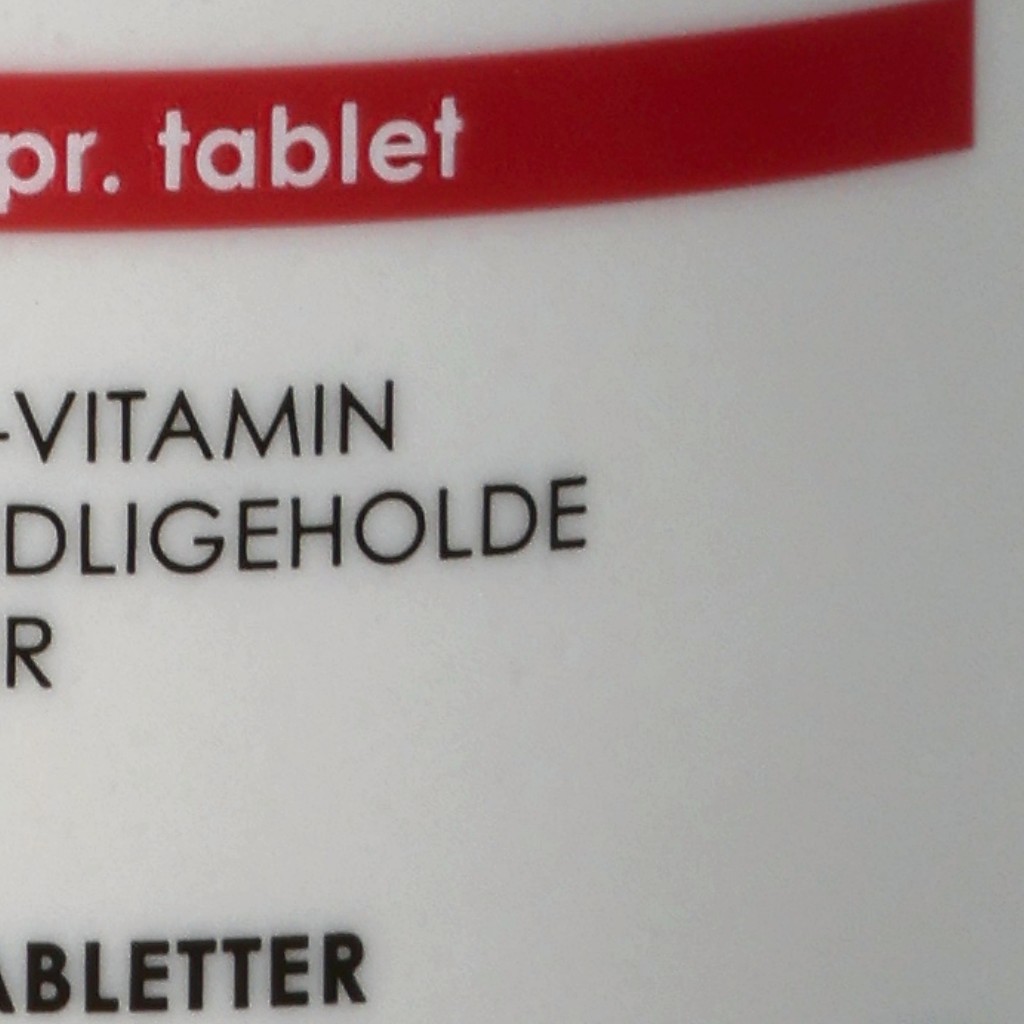 pr. tablet
-VITAMIN
DLIGEHOLDE
R
ABLETTER